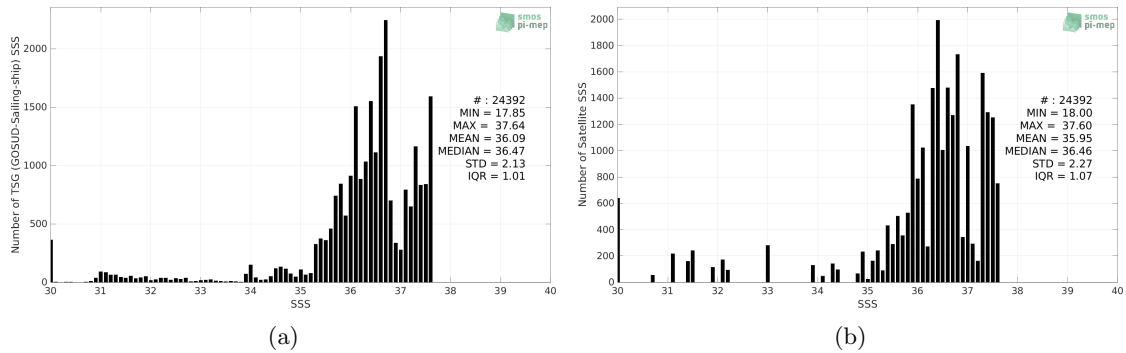 smos
pi-mep
Number of TSG (GOSUD-Sailing-ship) SSS
2000
1500
1000
500
0
# : 24392
MIN = 17.85
MAX = 37.64
MEAN = 36.09
MEDIAN = 36.47
STD = 2.13
IQR = 1.01
30 31 32 33 34 35 36 37 38 39 40
SSS
(a)
smos
pi-mep
Number of Satellite SSS
2000
1800
1600
1400
1200
1000
800
600
400
200
0
# : 24392
MIN = 18.00
MAX = 37.60
MEAN = 35.95
MEDIAN = 36.46
STD = 2.27
IQR = 1.07
30 31 32 33 34 35 36 37 38 39 40
SSS
(b)